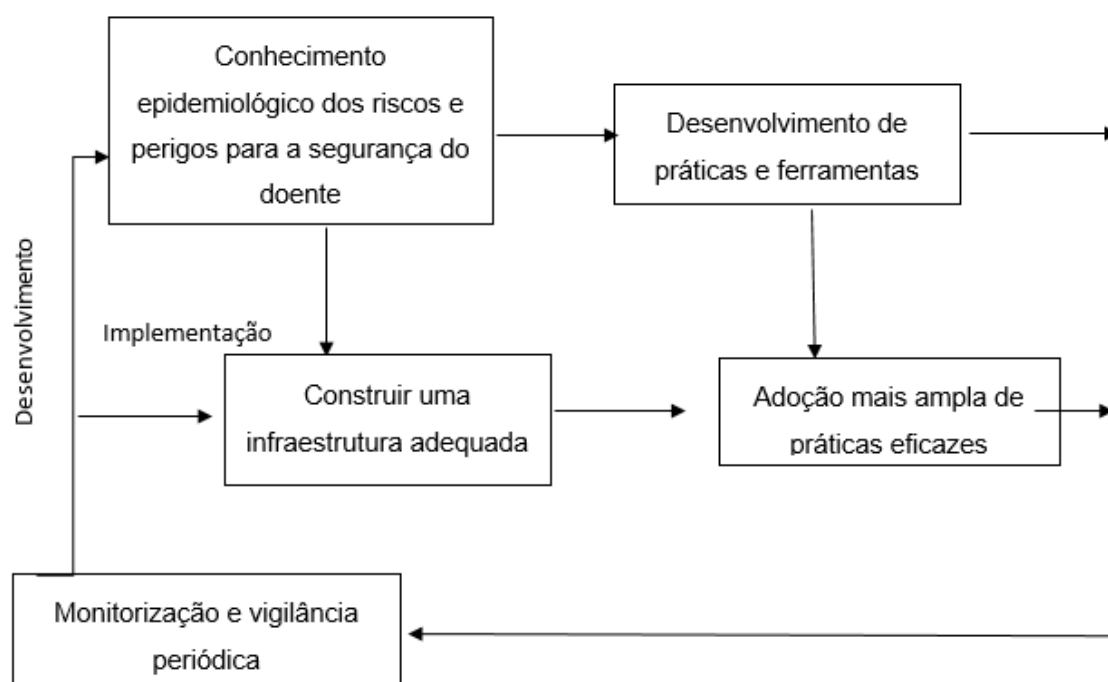 Conhecimento
epidemiológico dos riscos e
perigos para a segurança do
doente
Desenvolvimento de
práticas e ferramentas
Desenvolvimento
Implementação
Construir uma
infraestrutura adequada
Adoção mais ampla de
práticas eficazes
Monitorização e vigilância
periódica